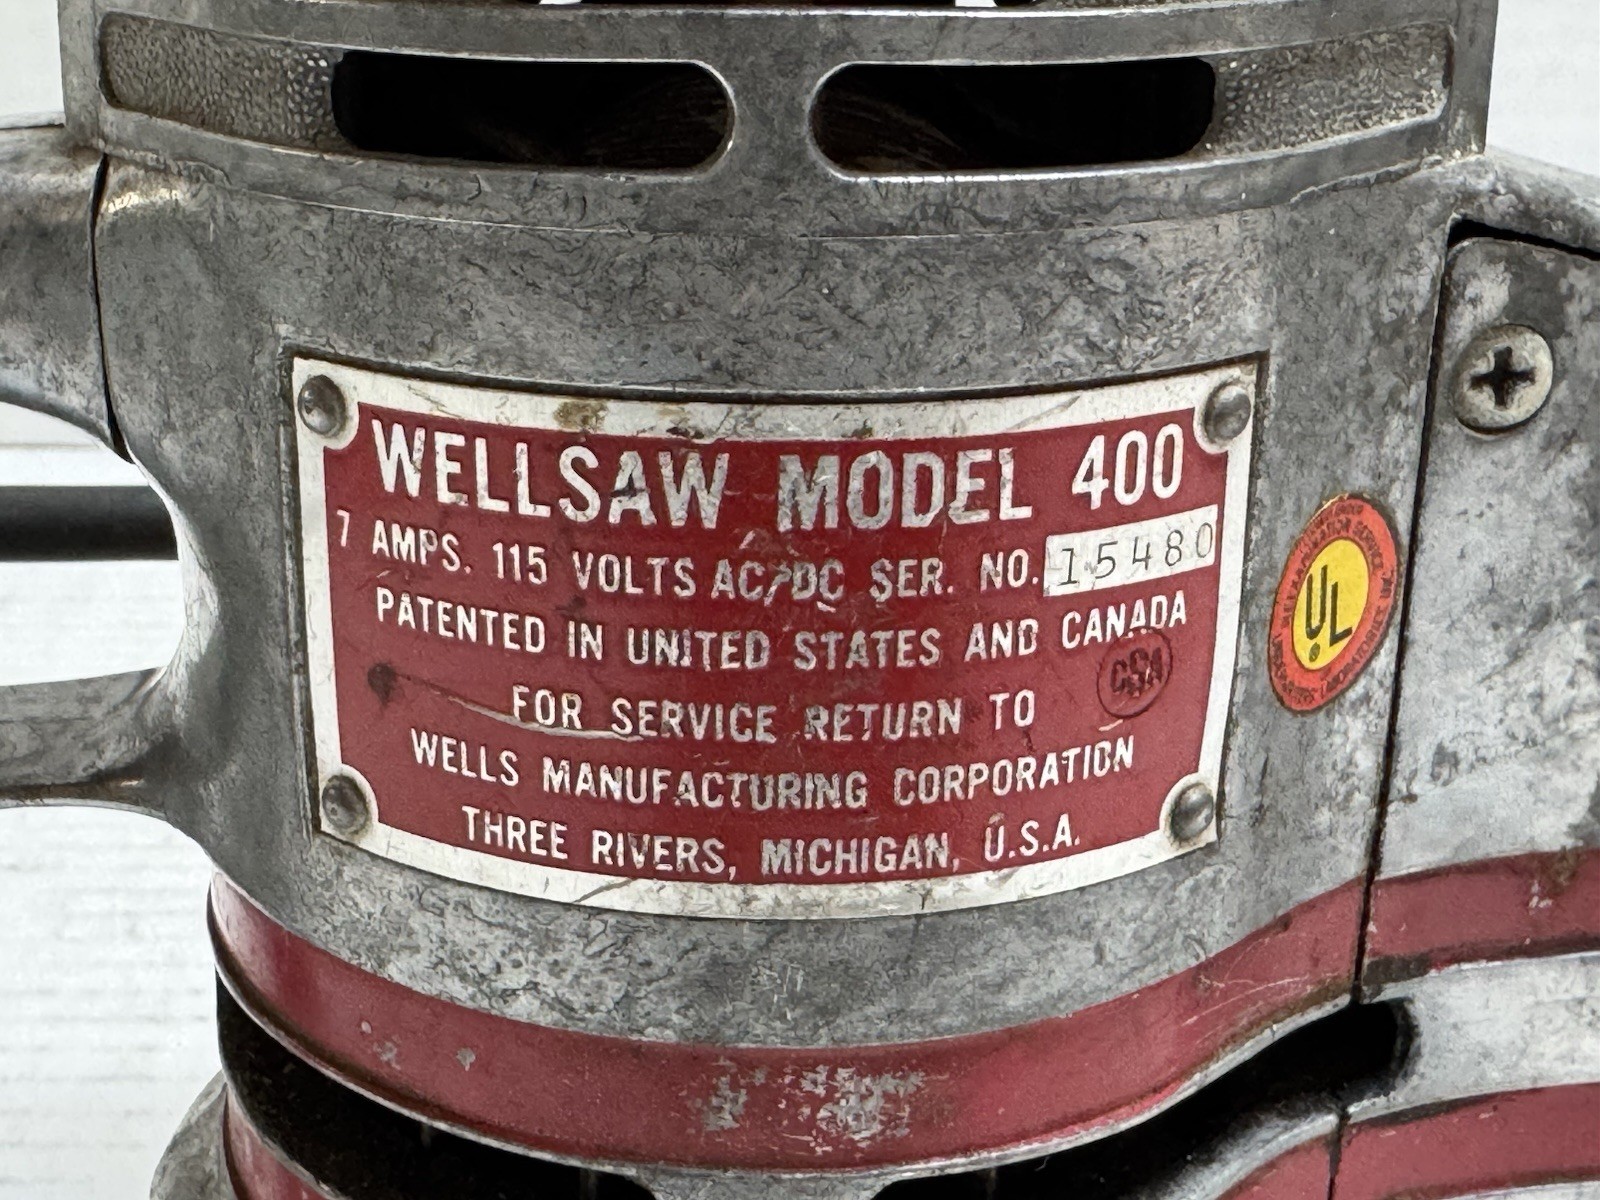 WELLSAW MODEL 400
7 AMPS. 115 VOLTS AC/DC SER. NO. 15480
PATENTED IN UNITED STATES AND CANADA
CSA
FOR SERVICE RETURN TO
WELLS MANUFACTURING CORPORATION
THREE RIVERS, MICHIGAN, U.S.A.
UL